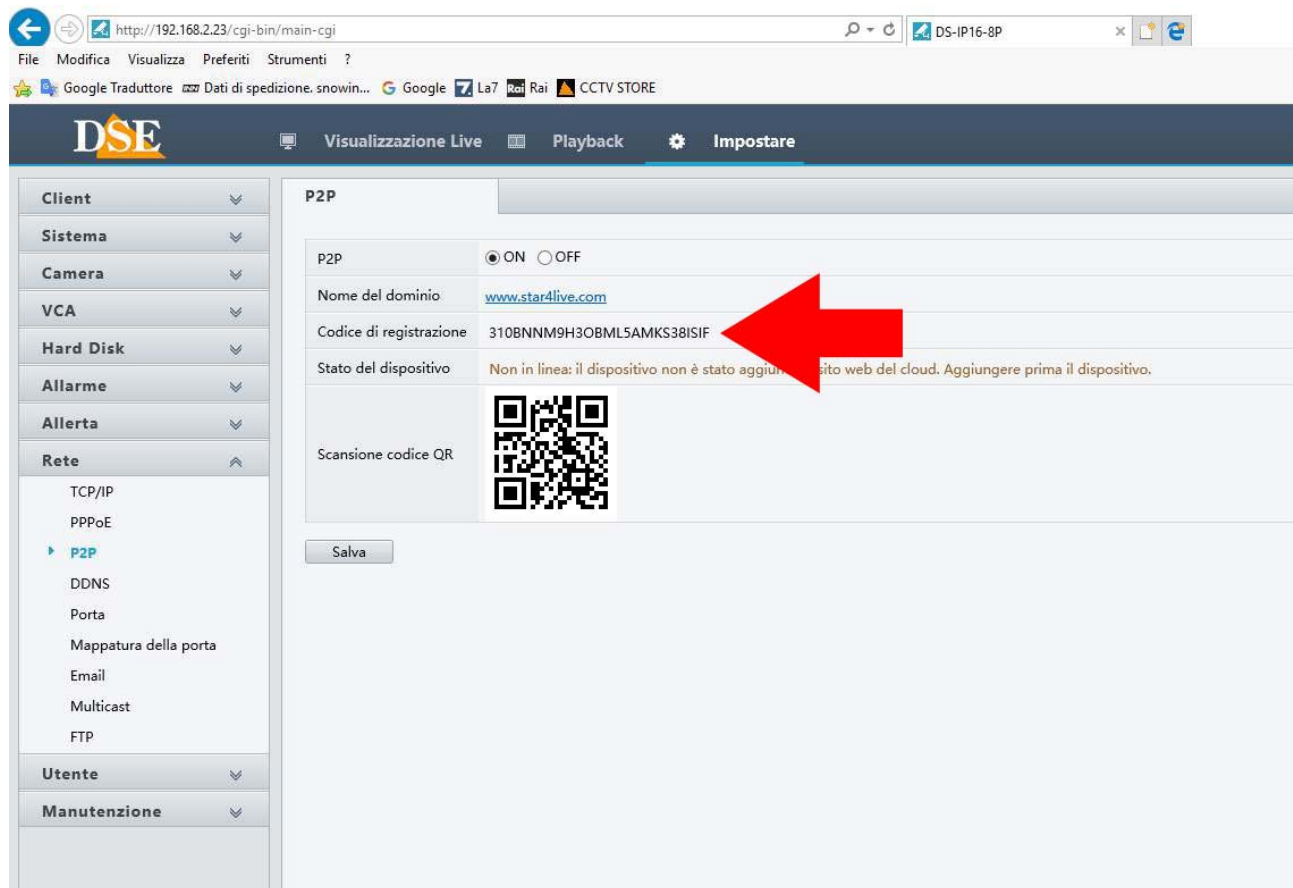 http://192.168.2.23/cgi-bin/main-cgi
DS-IP16-8P
File Modifica Visualizza Preferiti Strumenti ?
Google Traduttore Dati di spedizione. snowin... Google La7 Rai Rai CCTV STORE
DSE Visualizzazione Live Playback Impostare
Client
Sistema
Camera
VCA
Hard Disk
Allarme
Allerta
Rete
TCP/IP
PPPoE
P2P
DDNS
Porta
Mappatura della porta
Email
Multicast
FTP
Utente
Manutenzione
P2P
P2P ON OFF
Nome del dominio www.star4live.com
Codice di registrazione 310BNNM9H3OBML5AMKS38ISIF
Stato del dispositivo Non in linea: il dispositivo non è stato sito web del cloud. Aggiungere prima il dispositivo.
Scansione codice QR
Salva